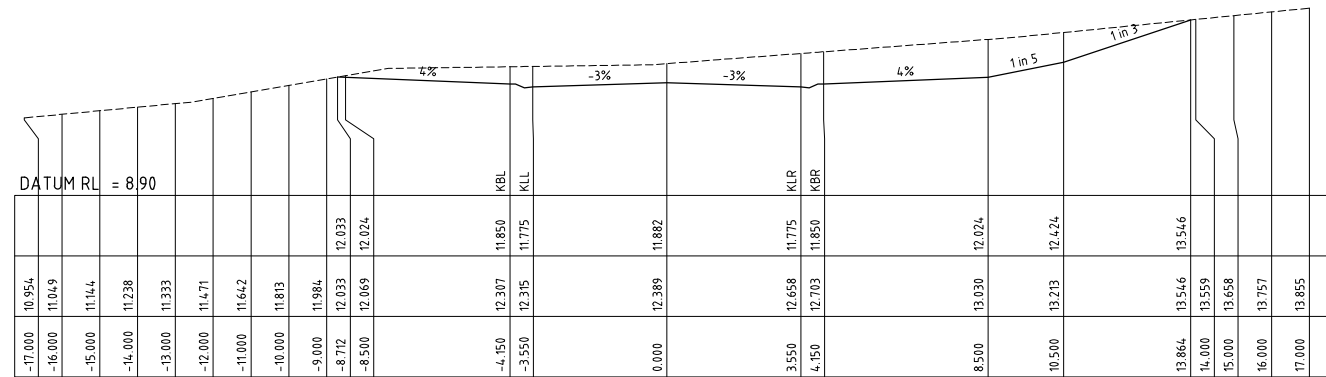 4%
-3%
-3%
4%
1 in 5
1 in 3
DATUM RL = 8.90
KBL KLL KLR KBR
12.033 12.024 11.850 11.775 11.882 11.775 11.850 12.024 12.424 13.546
10.954 11.049 11.144 11.238 11.333 11.471 11.642 11.813 11.984 12.033 12.069 12.307 12.315 12.389 12.658 12.703 13.030 13.213 13.546 13.559 13.658 13.757 13.855
-17.000 -16.000 -15.000 -14.000 -13.000 -12.000 -11.000 -10.000 -9.000 -8.712 -8.500 -4.150 -3.550 0.000 3.550 4.150 8.500 10.500 13.864 14.000 15.000 16.000 17.000